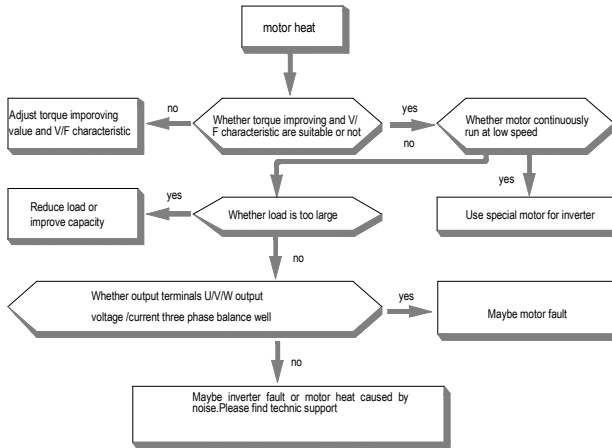 motor heat
no
Adjust torque imporoving
value and V/F characteristic
Whether torque improving and V/
F characteristic are suitable or not
yes
no
Whether motor continuously
run at low speed
yes
Reduce load or
improve capacity
yes
Whether load is too large
Use special motor for inverter
no
Whether output terminals U/V/W output
voltage /current three phase balance well
yes
Maybe motor fault
no
Maybe inverter fault or motor heat caused by
noise.Please find technic support